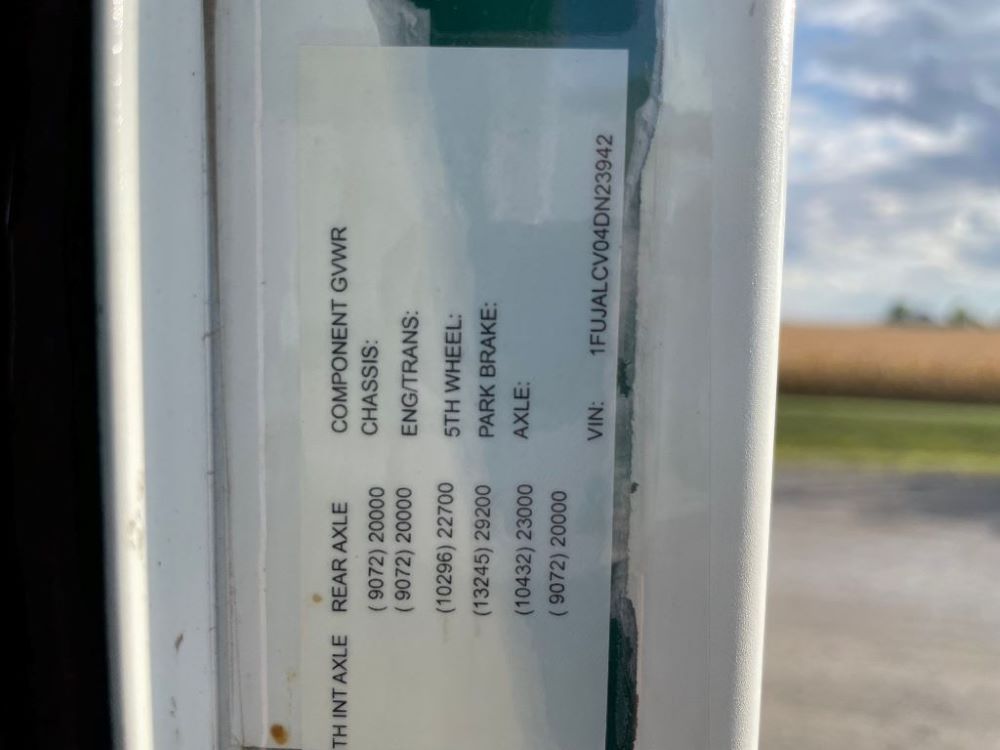 TH INT AXLE REAR AXLE COMPONENT GVWR
( 9072) 20000 CHASSIS:
( 9072) 20000 ENG/TRANS:
(10296) 22700 5TH WHEEL:
(13245) 29200 PARK BRAKE:
(10432) 23000 AXLE:
( 9072) 20000
VIN: 1FUJALCV04DN23942